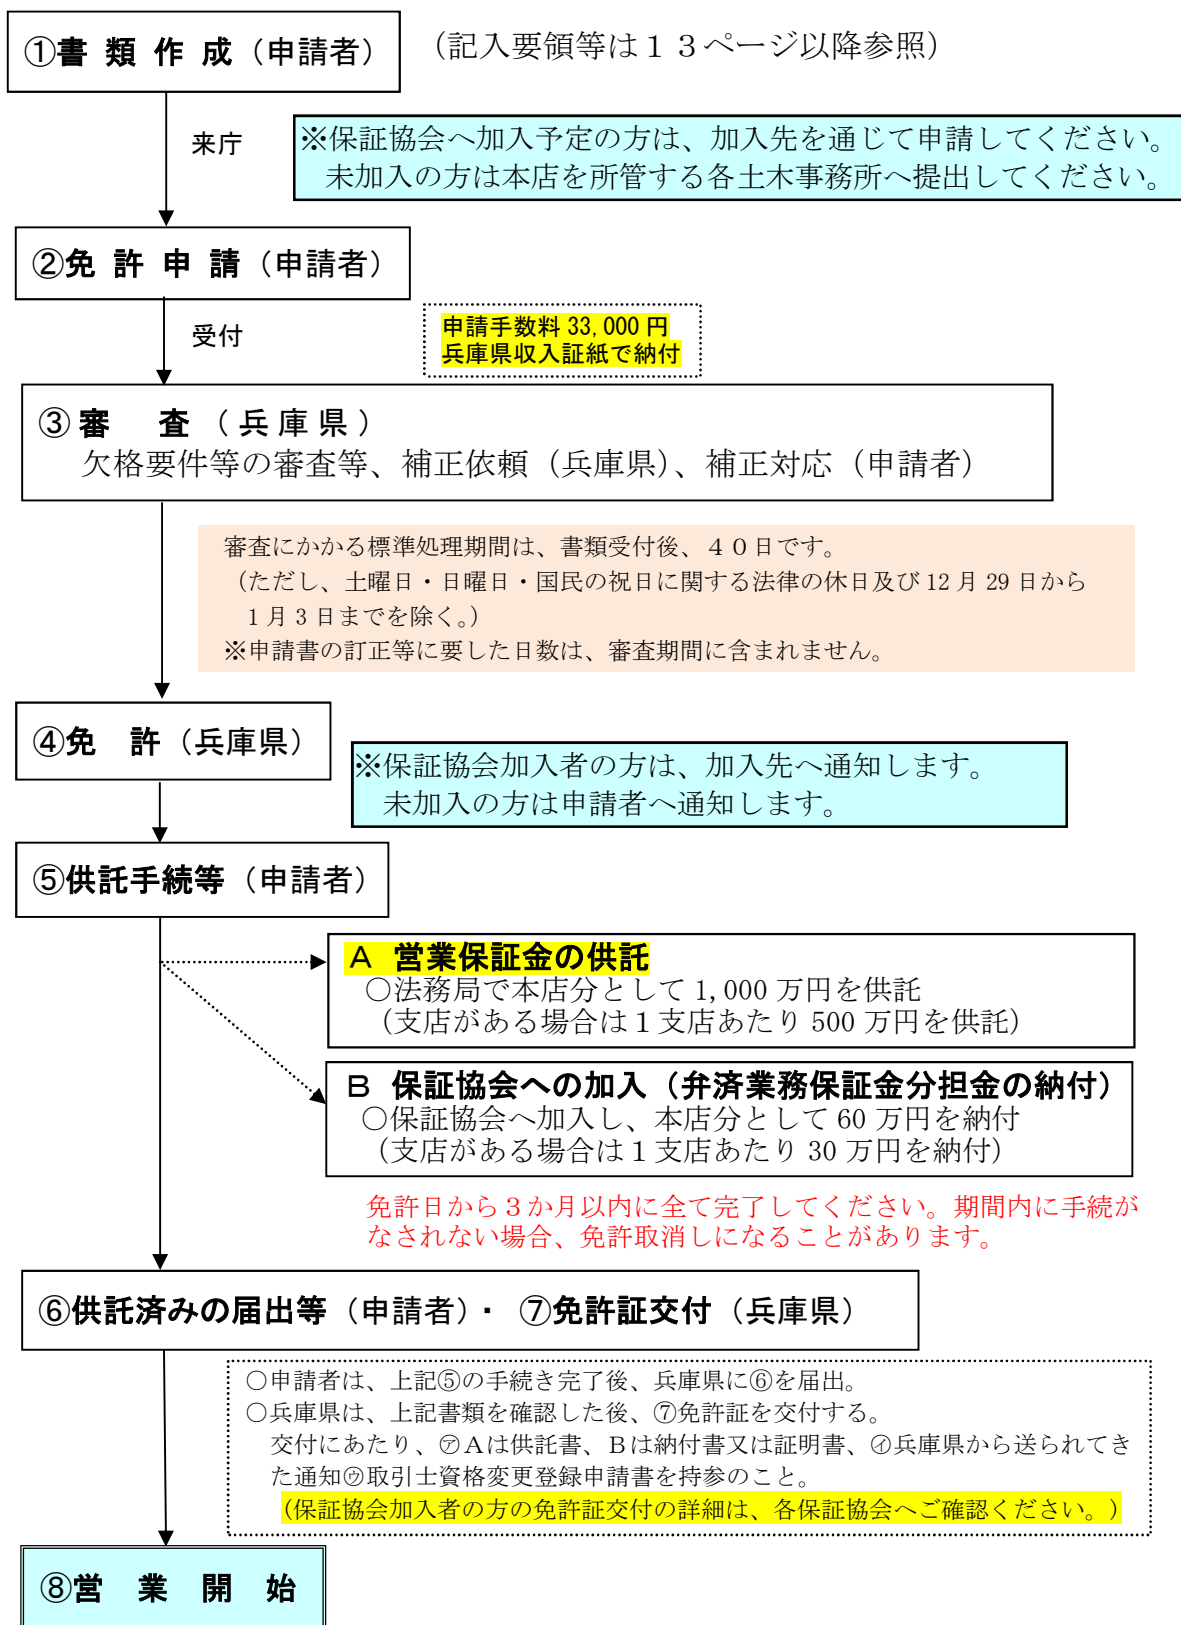 ①書 類 作 成（申請者）　（記入要領等は１３ページ以降参照）
来庁
※保証協会へ加入予定の方は、加入先を通じて申請してください。
未加入の方は本店を所管する各土木事務所へ提出してください。
②免 許 申 請（申請者）
受付
申請手数料 33,000 円
兵庫県収入証紙で納付
③審　査（兵庫県）
欠格要件等の審査等、補正依頼（兵庫県）、補正対応（申請者）
審査にかかる標準処理期間は、書類受付後、４０日です。
（ただし、土曜日・日曜日・国民の祝日に関する法律の休日及び 12 月 29 日から
1 月 3 日までを除く。）
※申請書の訂正等に要した日数は、審査期間に含まれません。
④免　許（兵庫県）
※保証協会加入者の方は、加入先へ通知します。
未加入の方は申請者へ通知します。
⑤供託手続等（申請者）
Ａ 営業保証金の供託
○法務局で本店分として 1,000 万円を供託
（支店がある場合は１支店あたり 500 万円を供託）
Ｂ 保証協会への加入（弁済業務保証金分担金の納付）
○保証協会へ加入し、本店分として 60 万円を納付
（支店がある場合は１支店あたり 30 万円を納付）
免許日から３か月以内に全て完了してください。期間内に手続が
なされない場合、免許取消しになることがあります。
⑥供託済みの届出等（申請者）・ ⑦免許証交付（兵庫県）
○申請者は、上記⑤の手続き完了後、兵庫県に⑥を届出。
○兵庫県は、上記書類を確認した後、⑦免許証を交付する。
交付にあたり、㋐Ａは供託書、Ｂは納付書又は証明書、㋑兵庫県から送られてき
た通知㋒取引士資格変更登録申請書を持参のこと。
（保証協会加入者の方の免許証交付の詳細は、各保証協会へご確認ください。）
⑧営　業　開　始